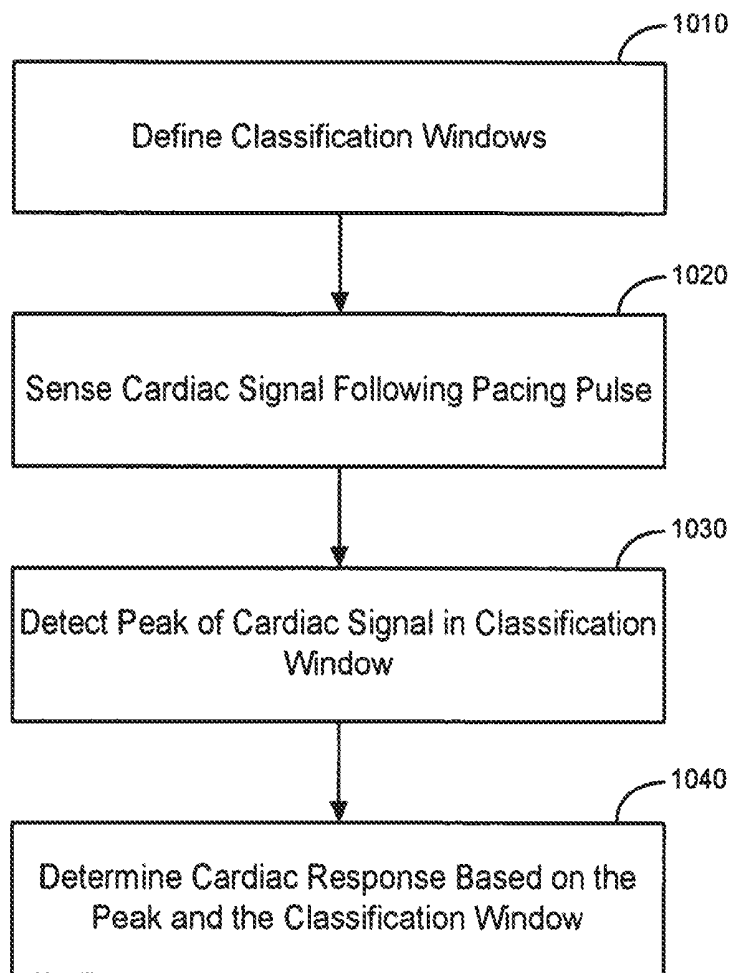 1010
Define Classification Windows
1020
Sense Cardiac Signal Following Pacing Pulse
1030
Detect Peak of Cardiac Signal in Classification
Window
1040
Determine Cardiac Response Based on the
Peak and the Classification Window